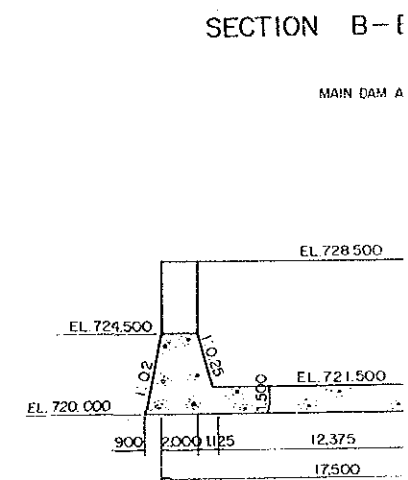 SECTION B-B
MAIN DAM A
EL.728.500
EL.724.500
1:0.2
1:0.25
EL.721.500
1,500
EL.720.000
900
2,000
1,125
12,375
17,500